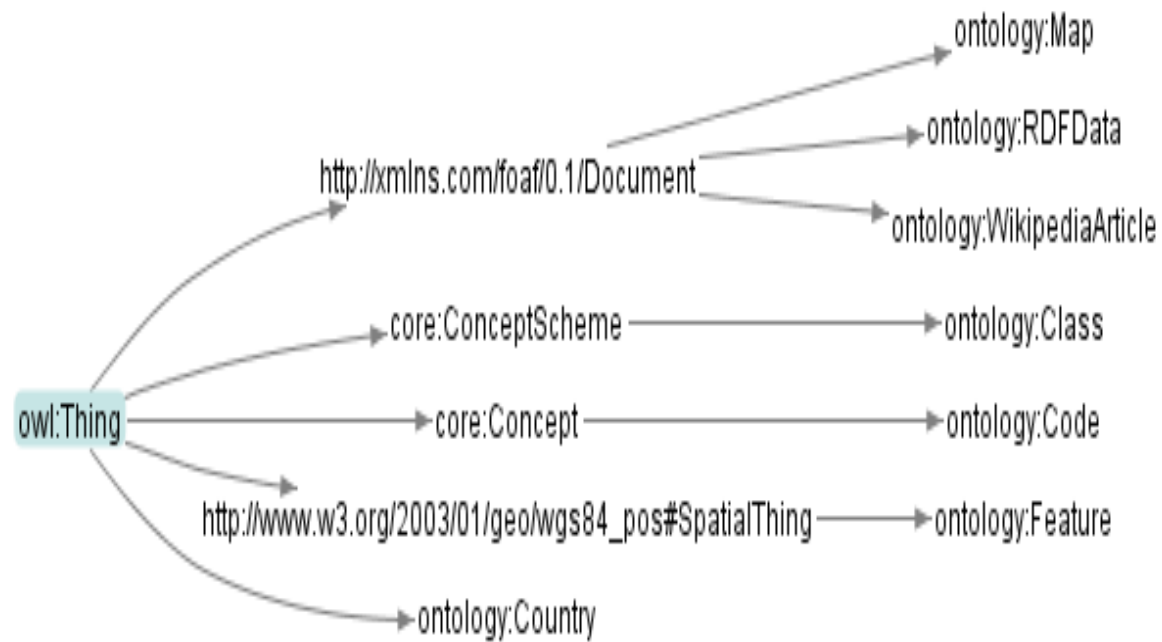 ontology:Map
ontology:RDFData
http://xmlns.com/foaf/0.1/Document
ontology:WikipediaArticle
core:ConceptScheme
ontology:Class
owl:Thing
core:Concept
ontology:Code
http://www.w3.org/2003/01/geo/wgs84_pos#SpatialThing
ontology:Feature
ontology:Country